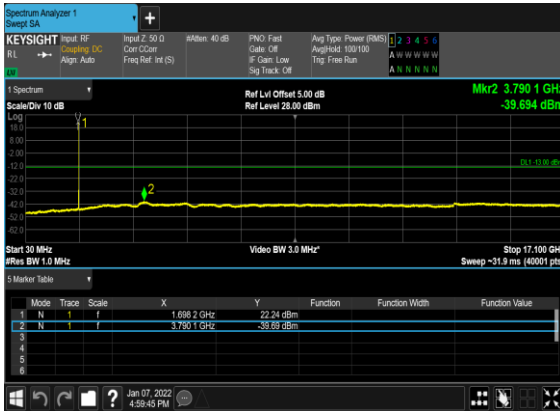 Spectrum Analyzer 1
Swept SA
KEYSIGHT Input: RF Input Z: 50 Ω #Atten: 40 dB PNO: Fast Avg Type: Power (RMS) 1 2 3 4 5 6
RL Coupling: DC Corr CCorr Gate: Off Avg|Hold: 100/100 A W W W W W
Align: Auto Freq Ref: Int (S) IF Gain: Low Trig: Free Run
Sig Track: Off A N N N N N
1 Spectrum Ref Lvl Offset 5.00 dB Mkr2 3.790 1 GHz
Scale/Div 10 dB Ref Level 28.00 dBm -39.694 dBm
Log
18.0 1
8.00
-2.00
-12.0 DL1 -13.00 dBm
-22.0
-32.0 2
-42.0
-52.0
-62.0
Start 30 MHz Video BW 3.0 MHz* Stop 17.100 GHz
#Res BW 1.0 MHz Sweep ~31.9 ms (40001 pts)
5 Marker Table
Mode Trace Scale X Y Function Function Width Function Value
1 N 1 f 1.698 2 GHz 22.24 dBm
2 N 1 f 3.790 1 GHz -39.69 dBm
3
4
5
6
? Jan 07, 2022
4:59:45 PM